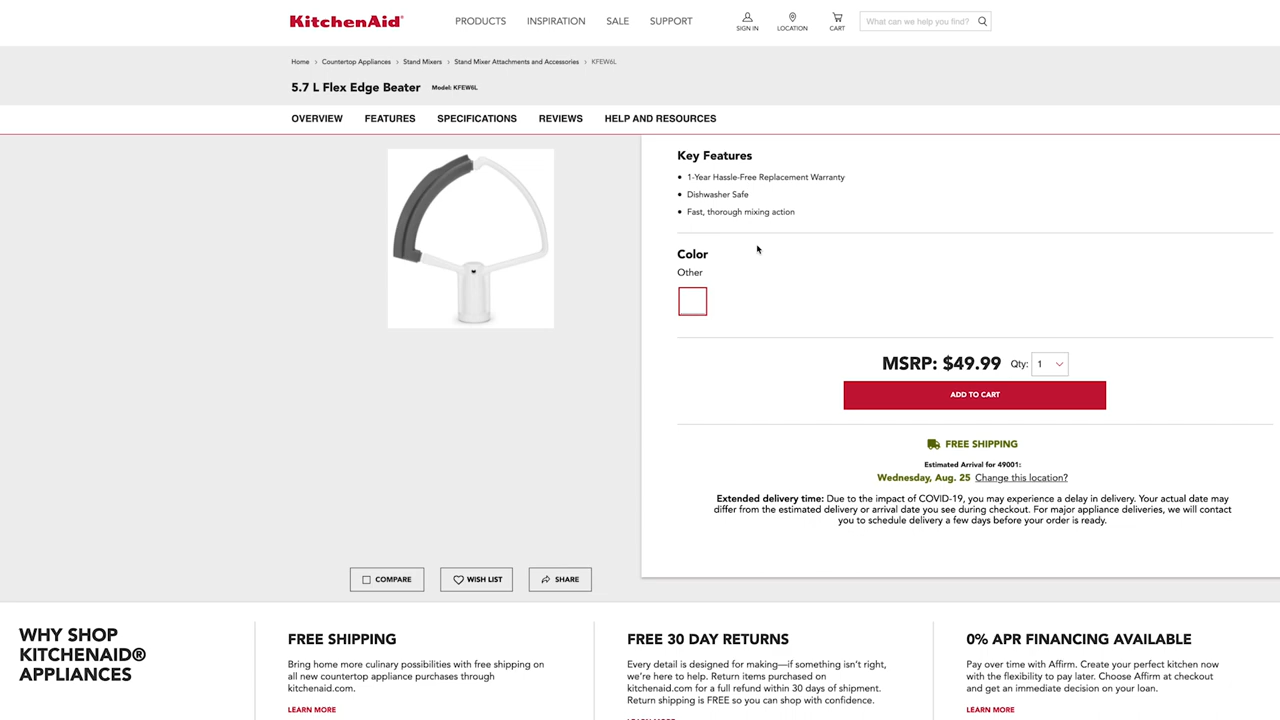 KitchenAid®
PRODUCTS INSPIRATION SALE SUPPORT
SIGN IN LOCATION CART
What can we help you find?
Home › Countertop Appliances › Stand Mixers › Stand Mixer Attachments and Accessories › KFEW6L
5.7 L Flex Edge Beater Model: KFEW6L
OVERVIEW FEATURES SPECIFICATIONS REVIEWS HELP AND RESOURCES
Key Features
• 1-Year Hassle-Free Replacement Warranty
• Dishwasher Safe
• Fast, thorough mixing action
Color
Other
MSRP: $49.99 Qty: 1
ADD TO CART
FREE SHIPPING
Estimated Arrival for 49001:
Wednesday, Aug. 25 Change this location?
Extended delivery time: Due to the impact of COVID-19, you may experience a delay in delivery. Your actual date may
differ from the estimated delivery or arrival date you see during checkout. For major appliance deliveries, we will contact
you to schedule delivery a few days before your order is ready.
COMPARE WISH LIST SHARE
WHY SHOP
KITCHENAID®
APPLIANCES
FREE SHIPPING
Bring home more culinary possibilities with free shipping on
all new countertop appliance purchases through
kitchenaid.com.
LEARN MORE
FREE 30 DAY RETURNS
Every detail is designed for making—if something isn't right,
we're here to help. Return items purchased on
kitchenaid.com for a full refund within 30 days of shipment.
Return shipping is FREE so you can shop with confidence.
0% APR FINANCING AVAILABLE
Pay over time with Affirm. Create your perfect kitchen now
with the flexibility to pay later. Choose Affirm at checkout
and get an immediate decision on your loan.
LEARN MORE